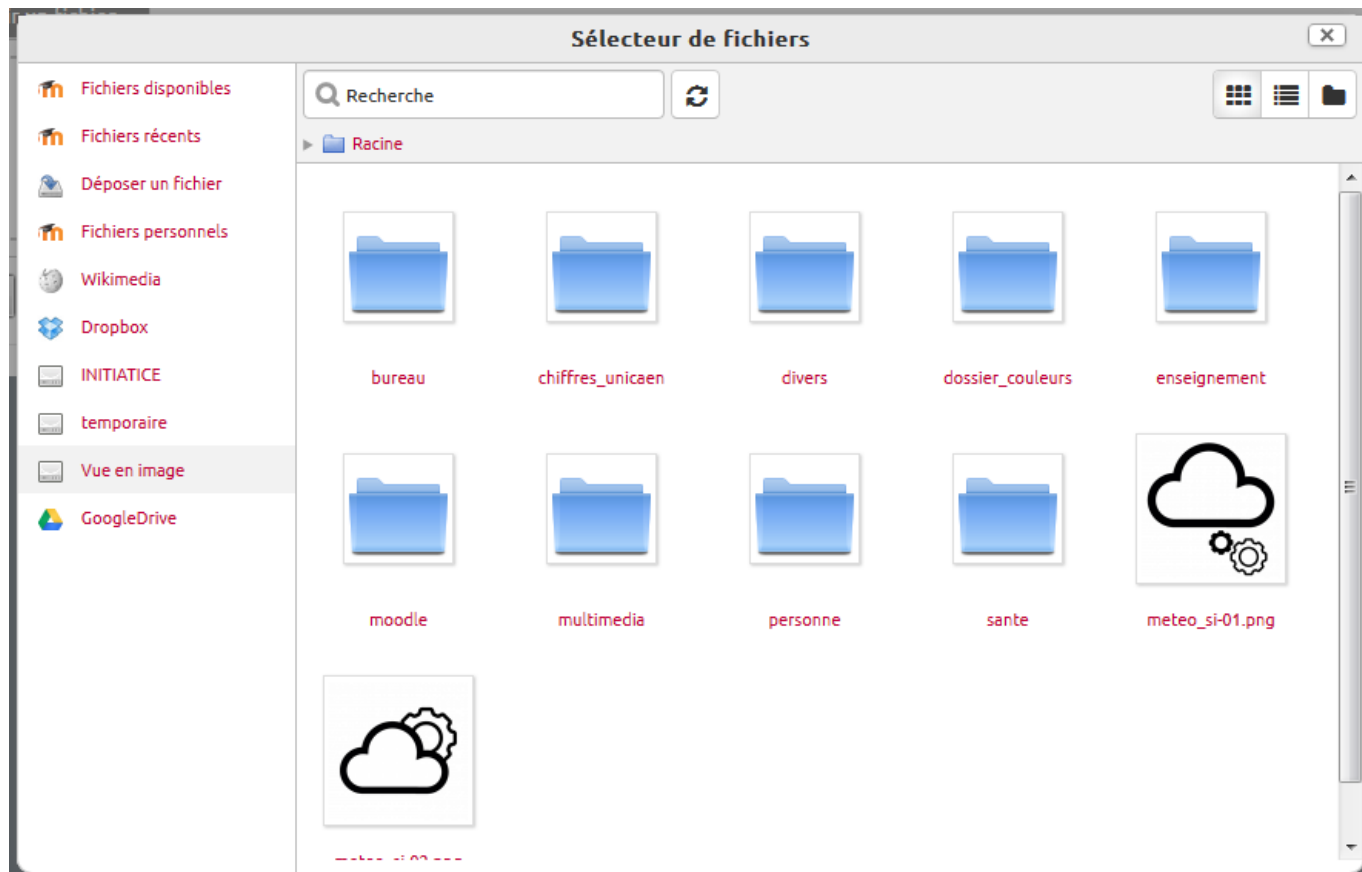 Sélecteur de fichiers
Fichiers disponibles
Fichiers récents
Déposer un fichier
Fichiers personnels
Wikimedia
Dropbox
INITIATICE
temporaire
Vue en image
GoogleDrive
Recherche
Racine
bureau
chiffres_unicaen
divers
dossier_couleurs
enseignement
moodle
multimedia
personne
sante
meteo_si-01.png